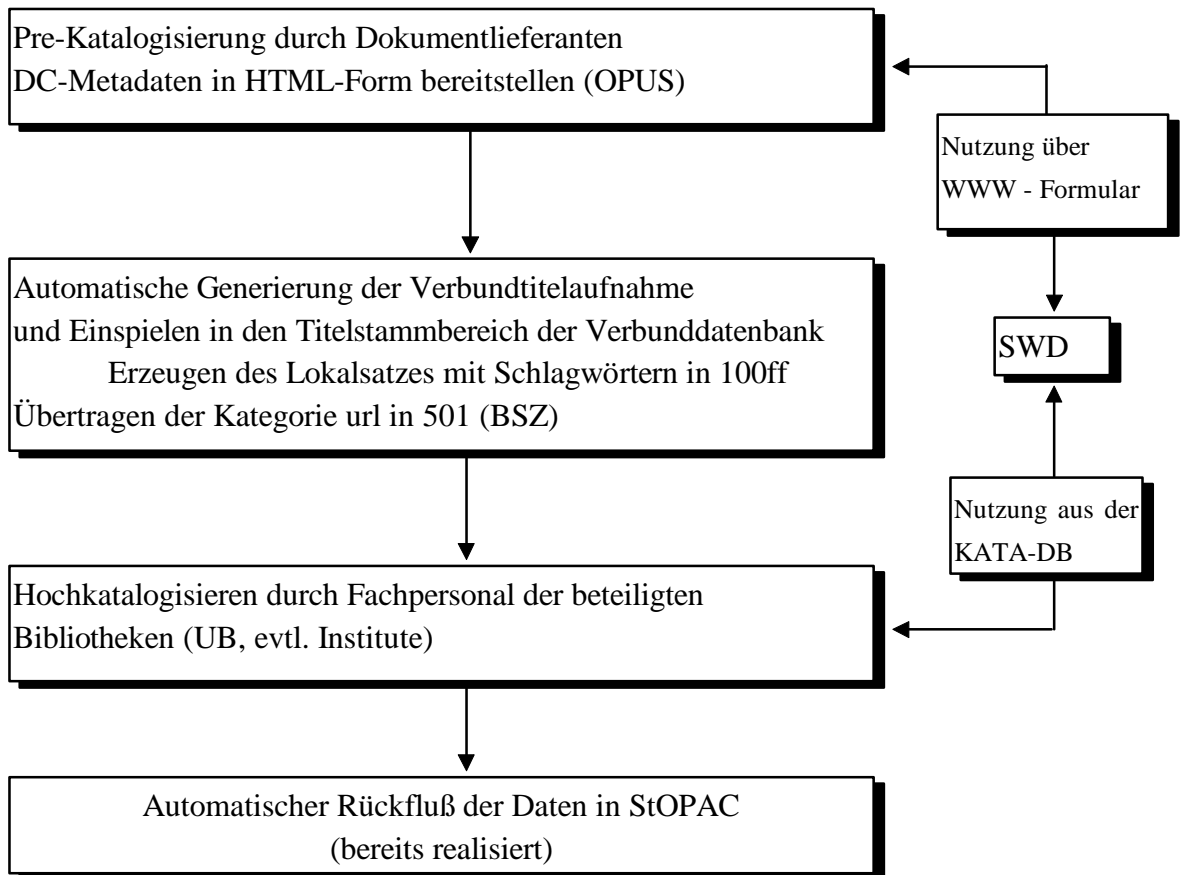 Pre-Katalogisierung durch Dokumentlieferanten
DC-Metadaten in HTML-Form bereitstellen (OPUS)
Nutzung über
WWW - Formular
Automatische Generierung der Verbundtitelaufnahme
und Einspielen in den Titelstammbereich der Verbunddatenbank
Erzeugen des Lokalsatzes mit Schlagwörtern in 100ff
Übertragen der Kategorie url in 501 (BSZ)
SWD
Nutzung aus der
KATA-DB
Hochkatalogisieren durch Fachpersonal der beteiligten
Bibliotheken (UB, evtl. Institute)
Automatischer Rückfluß der Daten in StOPAC
(bereits realisiert)